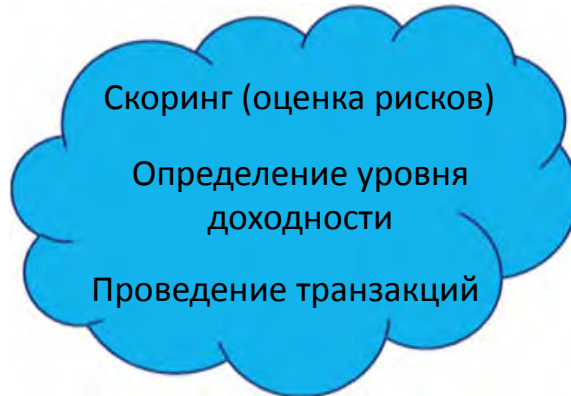 Скоринг (оценка рисков)
Определение уровня
доходности
Проведение транзакций